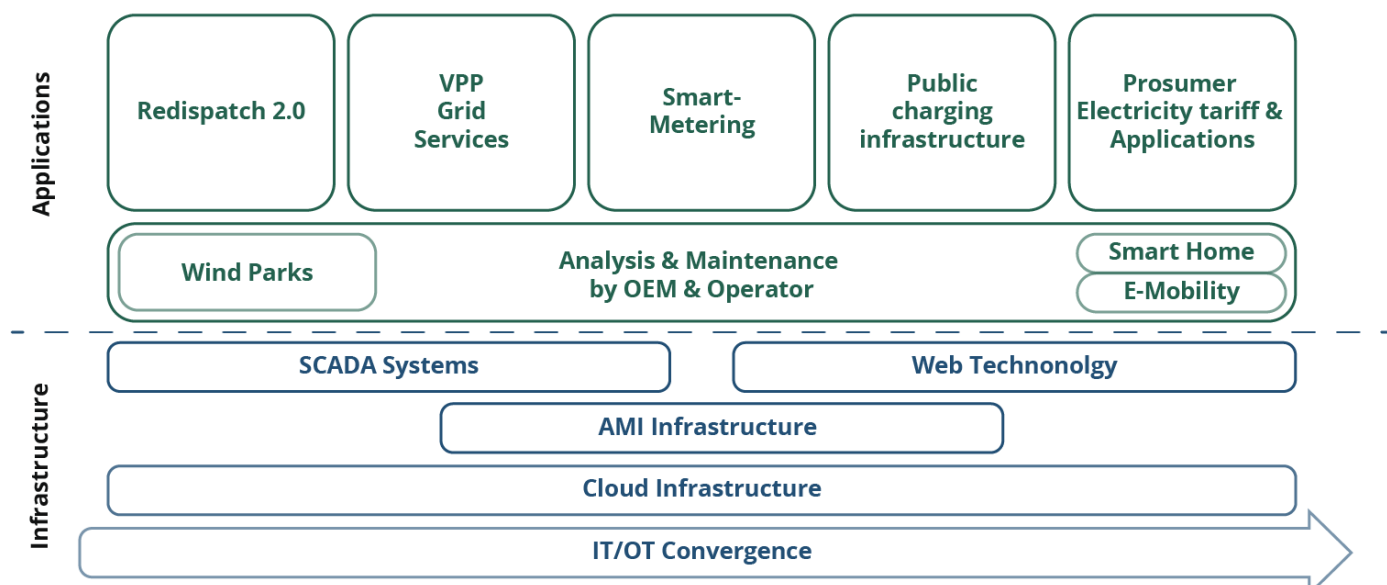 Applications
Redispatch 2.0
VPP
Grid
Services
Smart-
Metering
Public
charging
infrastructure
Prosumer
Electricity tariff &
Applications
Wind Parks
Analysis & Maintenance
by OEM & Operator
Smart Home
E-Mobility
Infrastructure
SCADA Systems
Web Technonolgy
AMI Infrastructure
Cloud Infrastructure
IT/OT Convergence